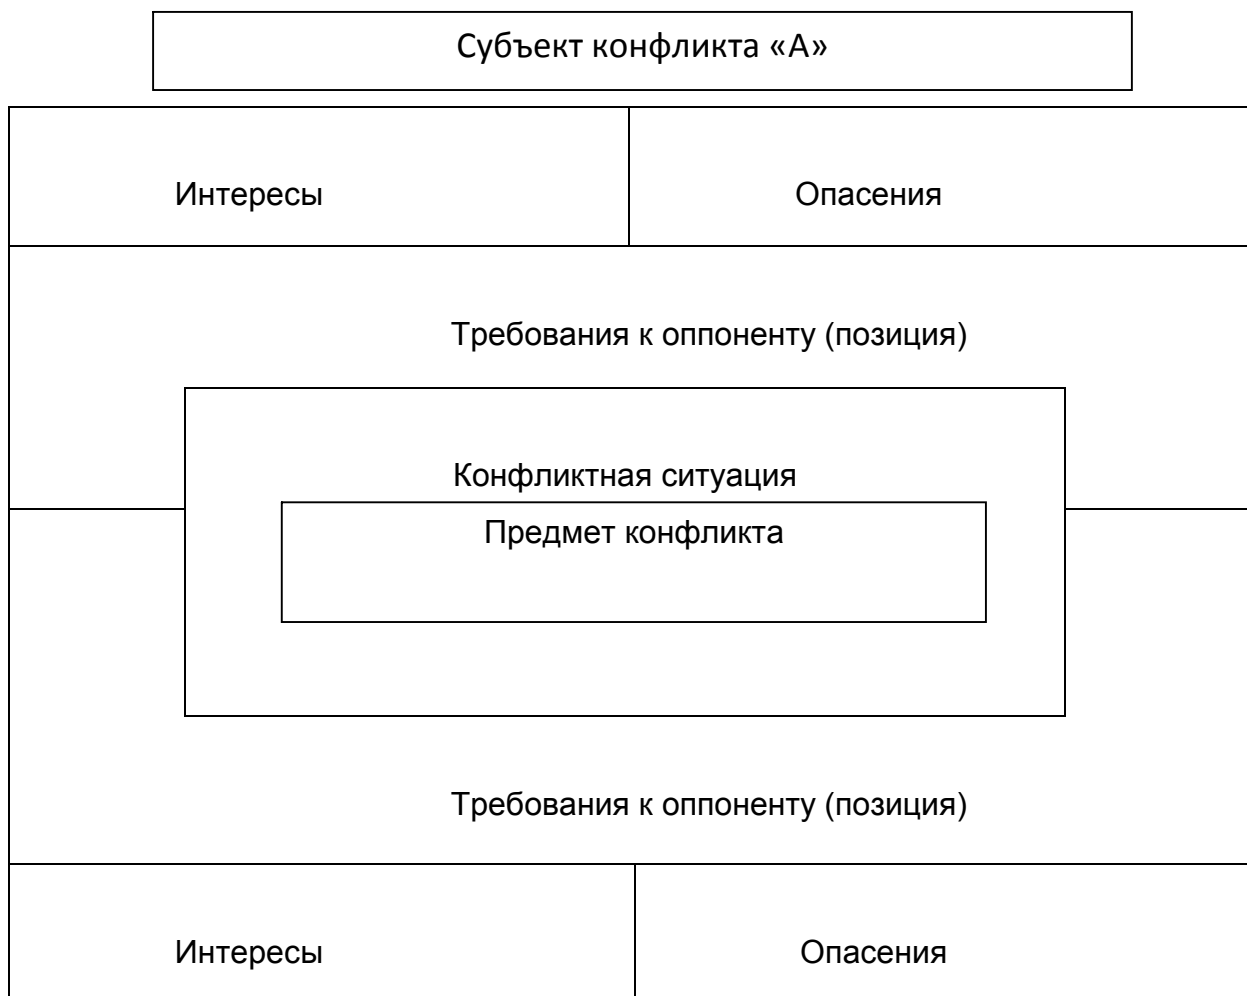 Субъект конфликта «А»
Интересы
Опасения
Требования к оппоненту (позиция)
Конфликтная ситуация
Предмет конфликта
Требования к оппоненту (позиция)
Интересы
Опасения